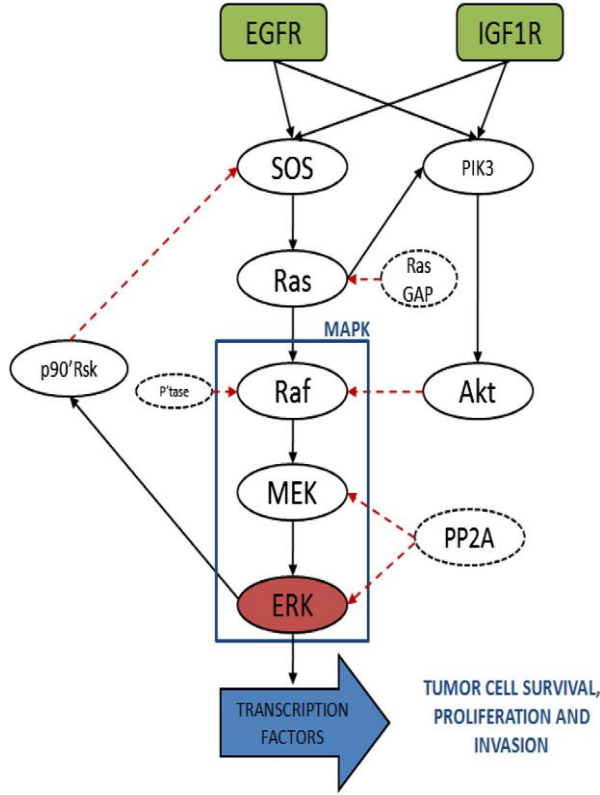 EGFR
IGF1R
SOS
PIK3
Ras
Ras
GAP
MAPK
p90'Rsk
P'tase
Raf
Akt
MEK
PP2A
ERK
TRANSCRIPTION
FACTORS
TUMOR CELL SURVIVAL,
PROLIFERATION AND
INVASION